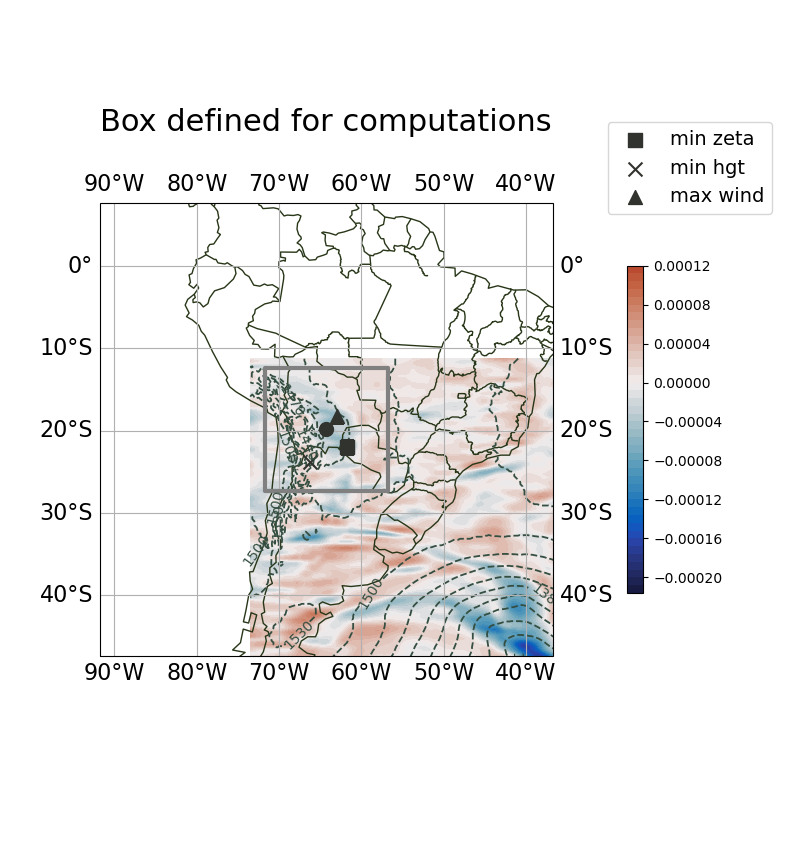 Box defined for computations
min zeta
min hgt
max wind
90°W 80°W 70°W 60°W 50°W 40°W
0° 0°
10°S 10°S
20°S 20°S
30°S 30°S
40°S 40°S
90°W 80°W 70°W 60°W 50°W 40°W
1500
1500
1530
0.00012
0.00008
0.00004
0.00000
−0.00004
−0.00008
−0.00012
−0.00016
−0.00020